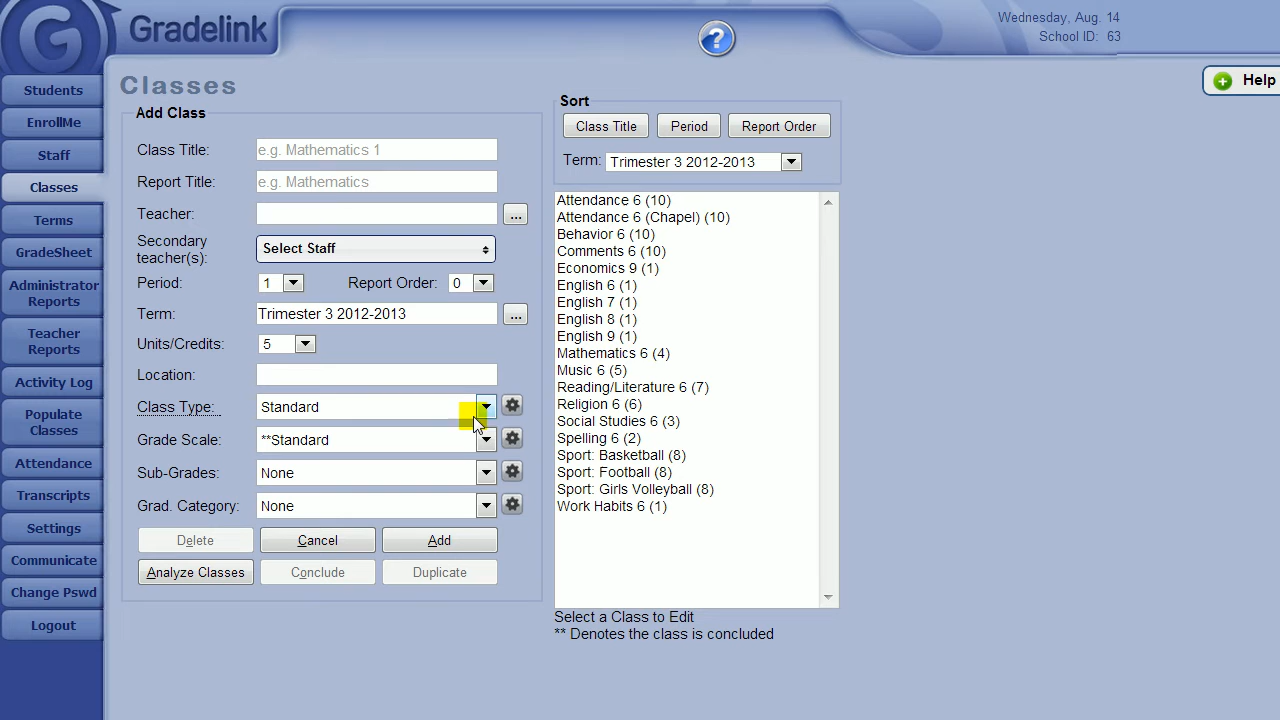 Gradelink
?
Wednesday, Aug. 14
School ID: 63
Help
Students
EnrollMe
Staff
Classes
Terms
GradeSheet
Administrator
Reports
Teacher
Reports
Activity Log
Populate
Classes
Attendance
Transcripts
Settings
Communicate
Change Pswd
Logout
Classes
Add Class
Class Title: e.g. Mathematics 1
Report Title: e.g. Mathematics
Teacher: ...
Secondary
teacher(s): Select Staff
Period: 1 Report Order: 0
Term: Trimester 3 2012-2013 ...
Units/Credits: 5
Location:
Class Type: Standard
Grade Scale: **Standard
Sub-Grades: None
Grad. Category: None
Delete Cancel Add
Analyze Classes Conclude Duplicate
Sort
Class Title Period Report Order
Term: Trimester 3 2012-2013
Attendance 6 (10)
Attendance 6 (Chapel) (10)
Behavior 6 (10)
Comments 6 (10)
Economics 9 (1)
English 6 (1)
English 7 (1)
English 8 (1)
English 9 (1)
Mathematics 6 (4)
Music 6 (5)
Reading/Literature 6 (7)
Religion 6 (6)
Social Studies 6 (3)
Spelling 6 (2)
Sport: Basketball (8)
Sport: Football (8)
Sport: Girls Volleyball (8)
Work Habits 6 (1)
Select a Class to Edit
** Denotes the class is concluded